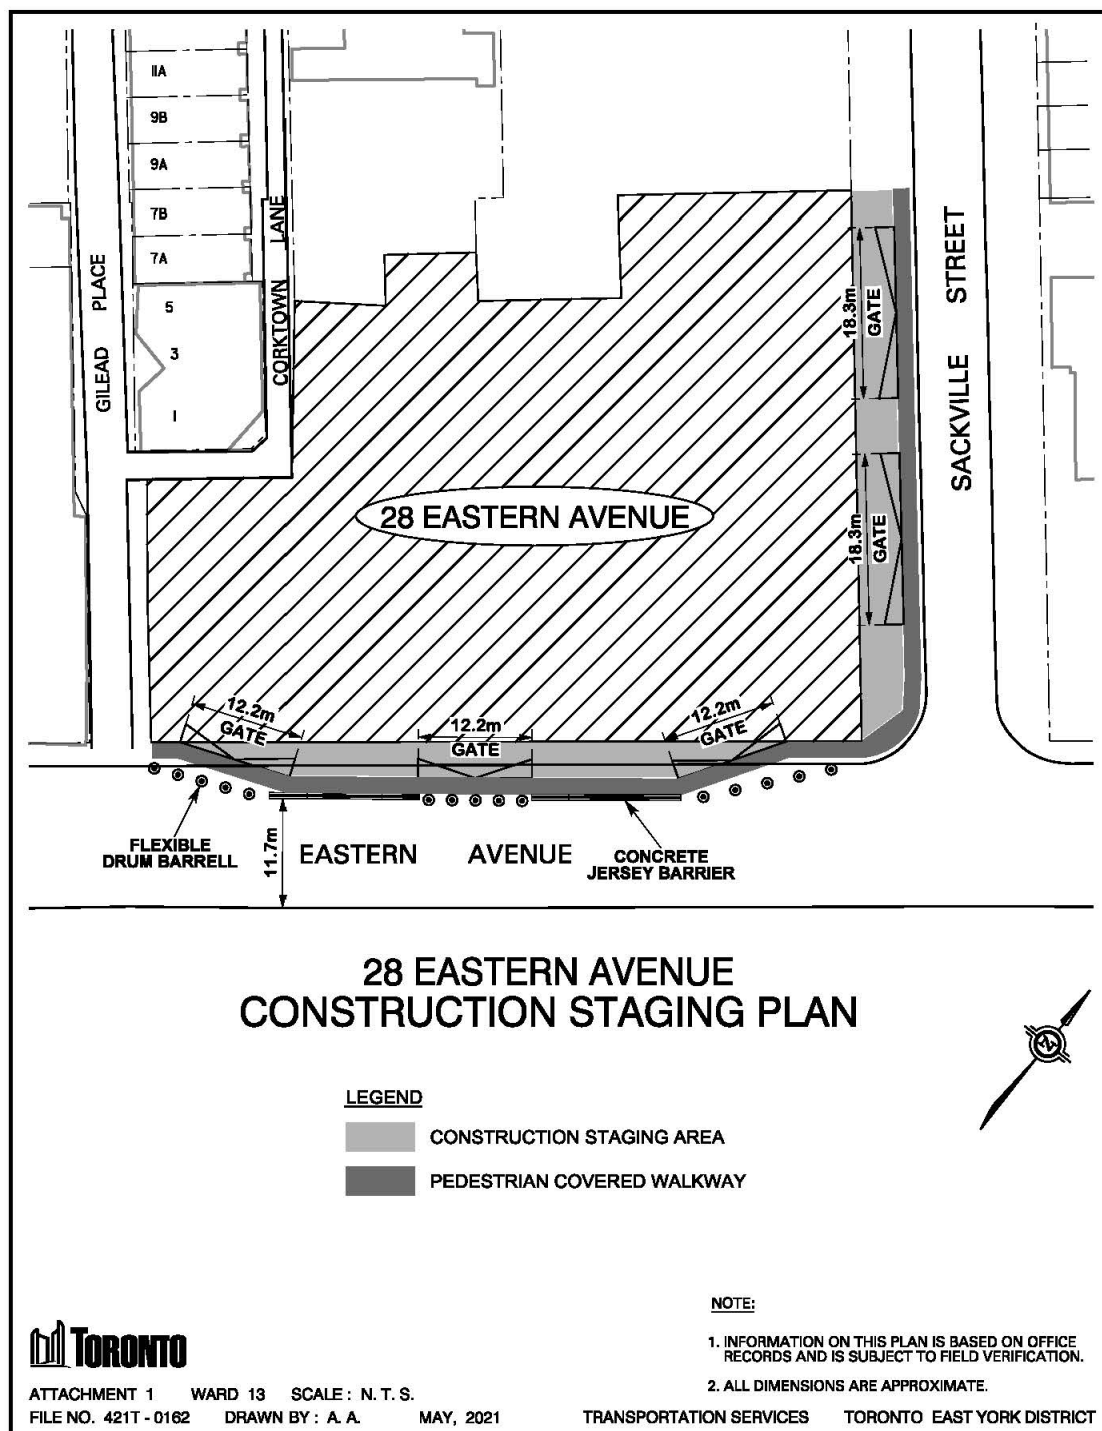 11A
9B
9A
7B
7A
5
3
1
GILEAD PLACE
CORKTOWN LANE
SACKVILLE STREET
18.3m
GATE
18.3m
GATE
28 EASTERN AVENUE
12.2m
GATE
12.2m
GATE
12.2m
GATE
FLEXIBLE
DRUM BARRELL
11.7m
EASTERN AVENUE
CONCRETE
JERSEY BARRIER
28 EASTERN AVENUE
CONSTRUCTION STAGING PLAN
N
LEGEND
CONSTRUCTION STAGING AREA
PEDESTRIAN COVERED WALKWAY
NOTE:
1. INFORMATION ON THIS PLAN IS BASED ON OFFICE
RECORDS AND IS SUBJECT TO FIELD VERIFICATION.
2. ALL DIMENSIONS ARE APPROXIMATE.
TORONTO
ATTACHMENT 1 WARD 13 SCALE : N. T. S.
FILE NO. 421T - 0162 DRAWN BY : A. A. MAY, 2021 TRANSPORTATION SERVICES TORONTO EAST YORK DISTRICT